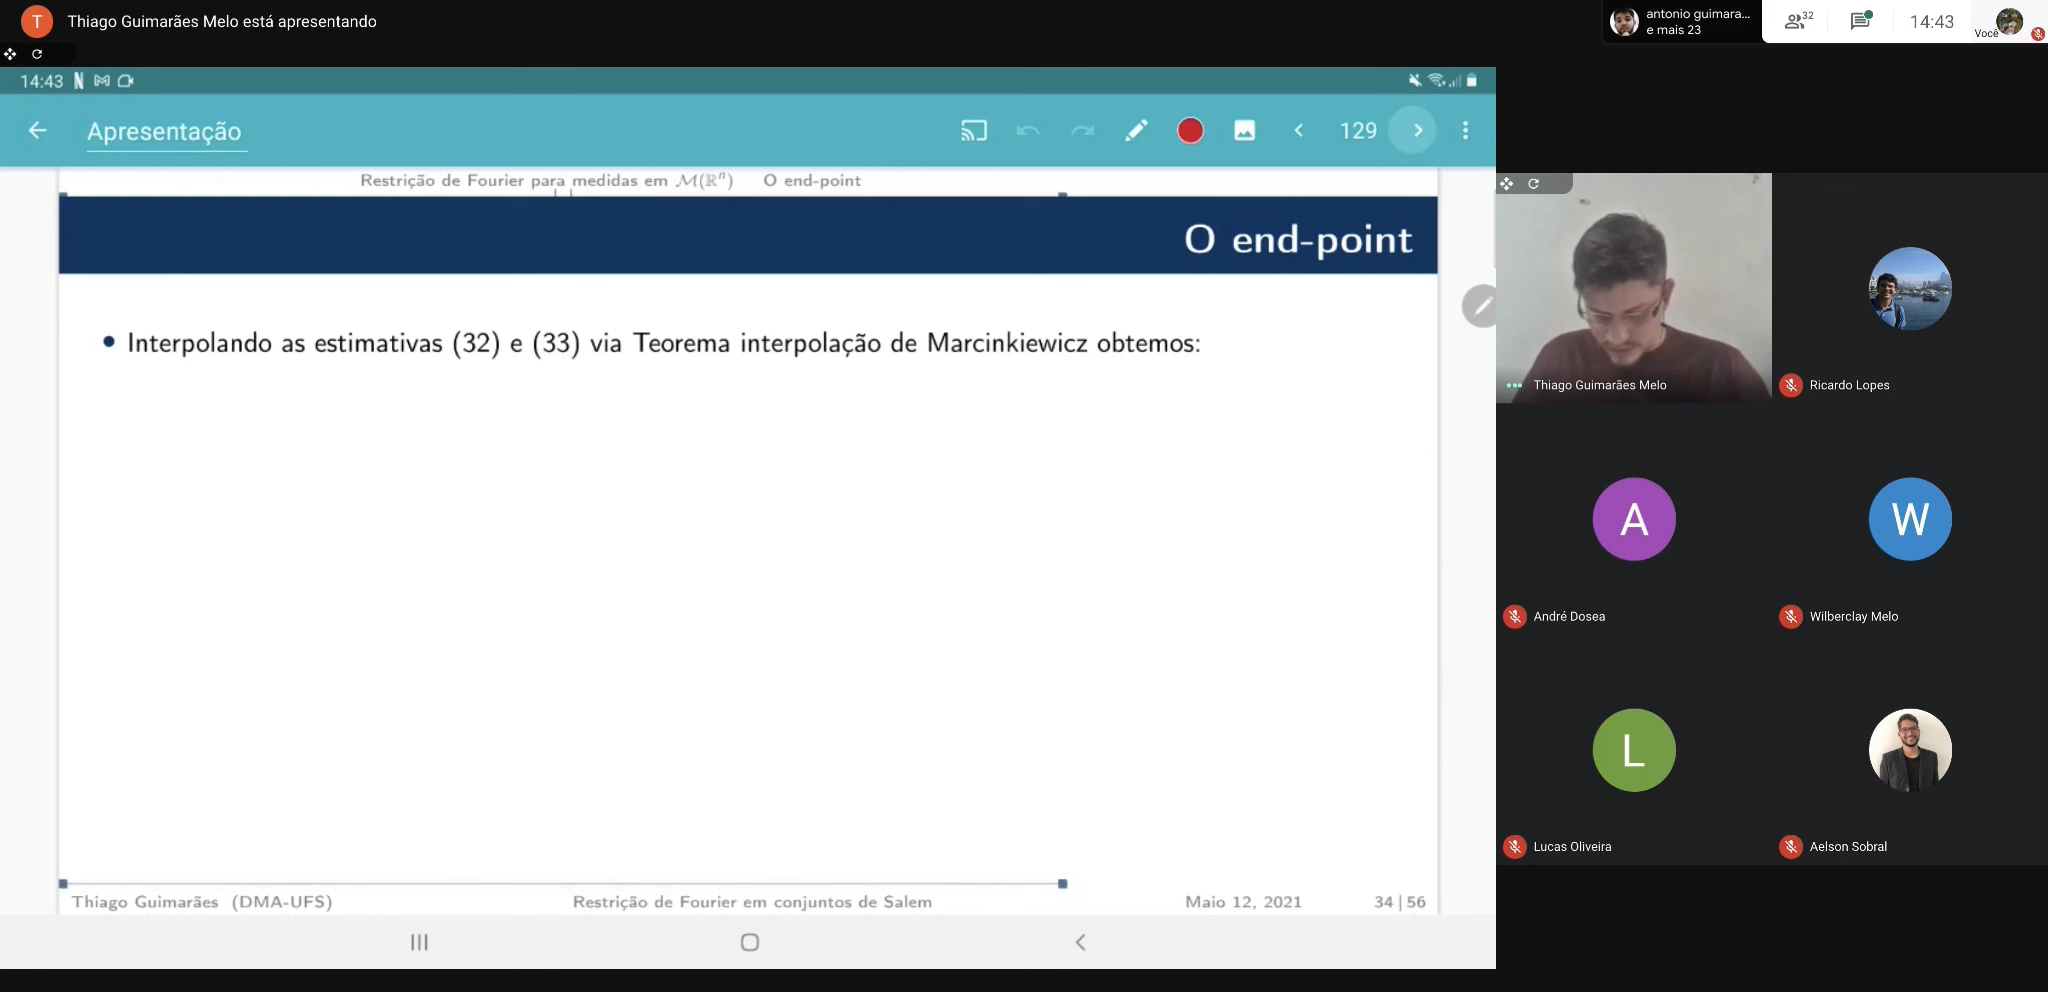 T
Thiago Guimarães Melo está apresentando
antonio guimara...
e mais 23
32
14:43
Você
14:43
Apresentação
129
Restrição de Fourier para medidas em M(ℝⁿ) O end-point
O end-point
• Interpolando as estimativas (32) e (33) via Teorema interpolação de Marcinkiewicz obtemos:
Thiago Guimarães (DMA-UFS) Restrição de Fourier em conjuntos de Salem Maio 12, 2021 34 | 56
Thiago Guimarães Melo
Ricardo Lopes
A
W
André Dosea
Wilberclay Melo
L
Lucas Oliveira
Aelson Sobral